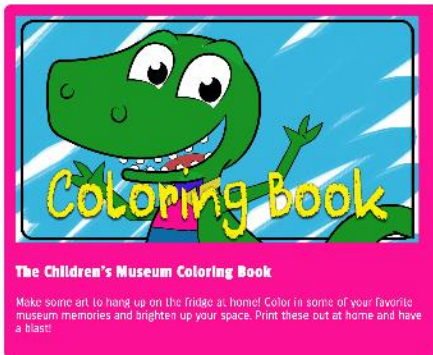 Coloring Book
The Children's Museum Coloring Book
Make some art to hang up on the fridge at home! Color in some of your favorite
museum memories and brighten up your space. Print these out at home and have
a blast!